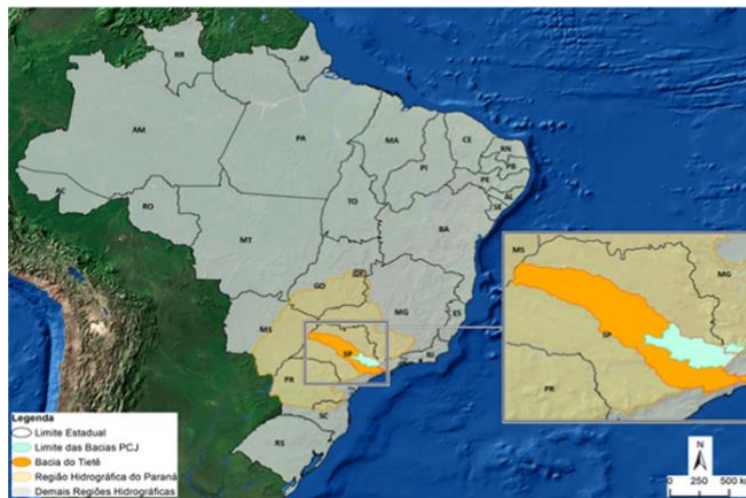 RR
AP
AM
PA
MA
CE
RN
PB
PI
PE
AL
SE
AC
RO
TO
BA
MT
GO
DF
MG
MS
ES
SP
RJ
PR
SC
RS
MS
MG
SP
PR
Legenda
Limite Estadual
Limite das Bacias PCJ
Bacia do Tietê
Região Hidrográfica do Paraná
Demais Regiões Hidrográficas
N
0 250 500